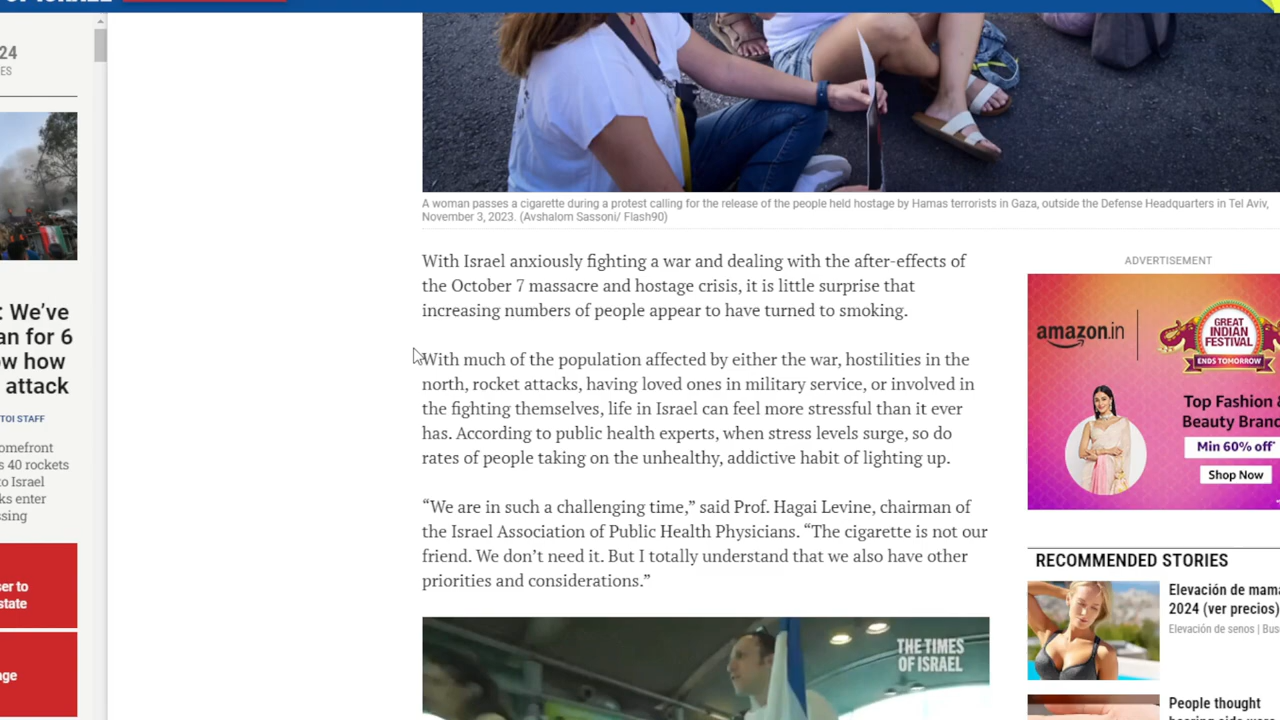 OF ISRAEL
24
ES
: We've
an for 6
ow how
attack
TOI STAFF
omefront
s 40 rockets
to Israel
ks enter
ssing
ser to
state
ge
A woman passes a cigarette during a protest calling for the release of the people held hostage by Hamas terrorists in Gaza, outside the Defense Headquarters in Tel Aviv,
November 3, 2023. (Avshalom Sassoni/ Flash90)
With Israel anxiously fighting a war and dealing with the after-effects of
the October 7 massacre and hostage crisis, it is little surprise that
increasing numbers of people appear to have turned to smoking.
With much of the population affected by either the war, hostilities in the
north, rocket attacks, having loved ones in military service, or involved in
the fighting themselves, life in Israel can feel more stressful than it ever
has. According to public health experts, when stress levels surge, so do
rates of people taking on the unhealthy, addictive habit of lighting up.
“We are in such a challenging time,” said Prof. Hagai Levine, chairman of
the Israel Association of Public Health Physicians. “The cigarette is not our
friend. We don’t need it. But I totally understand that we also have other
priorities and considerations.”
THE TIMES
OF ISRAEL
ADVERTISEMENT
amazon.in
GREAT
INDIAN
FESTIVAL
ENDS TOMORROW
Top Fashion &
Beauty Brand
Min 60% off*
Shop Now
RECOMMENDED STORIES
Elevación de mama
2024 (ver precios)
Elevación de senos | Bus
People thought